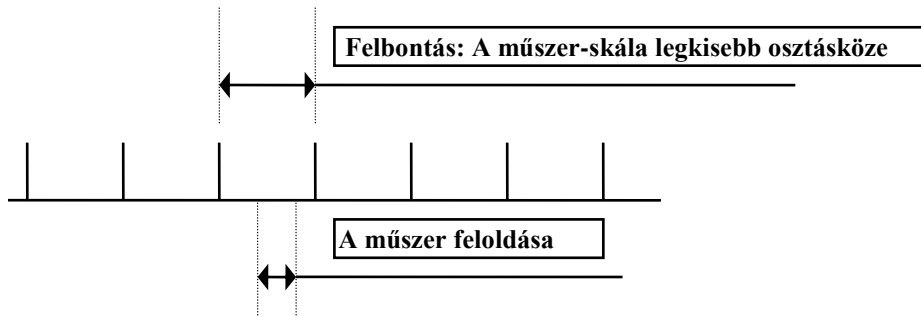 Felbontás: A műszer-skála legkisebb osztásköze
A műszer feloldása